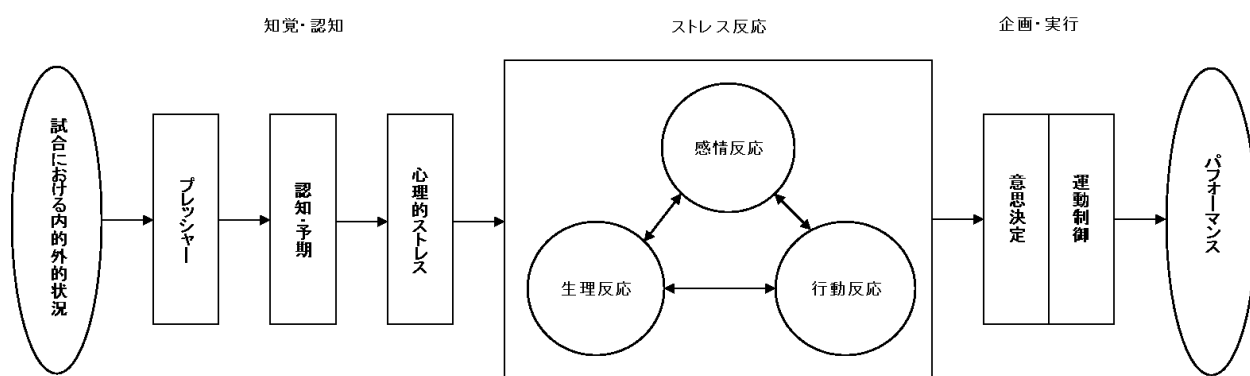 知覚・認知
ストレス反応
企画・実行
試合における内的外的状況
プレッシャー
認知・予期
心理的ストレス
感情反応
生理反応
行動反応
意思決定
運動制御
パフォーマンス